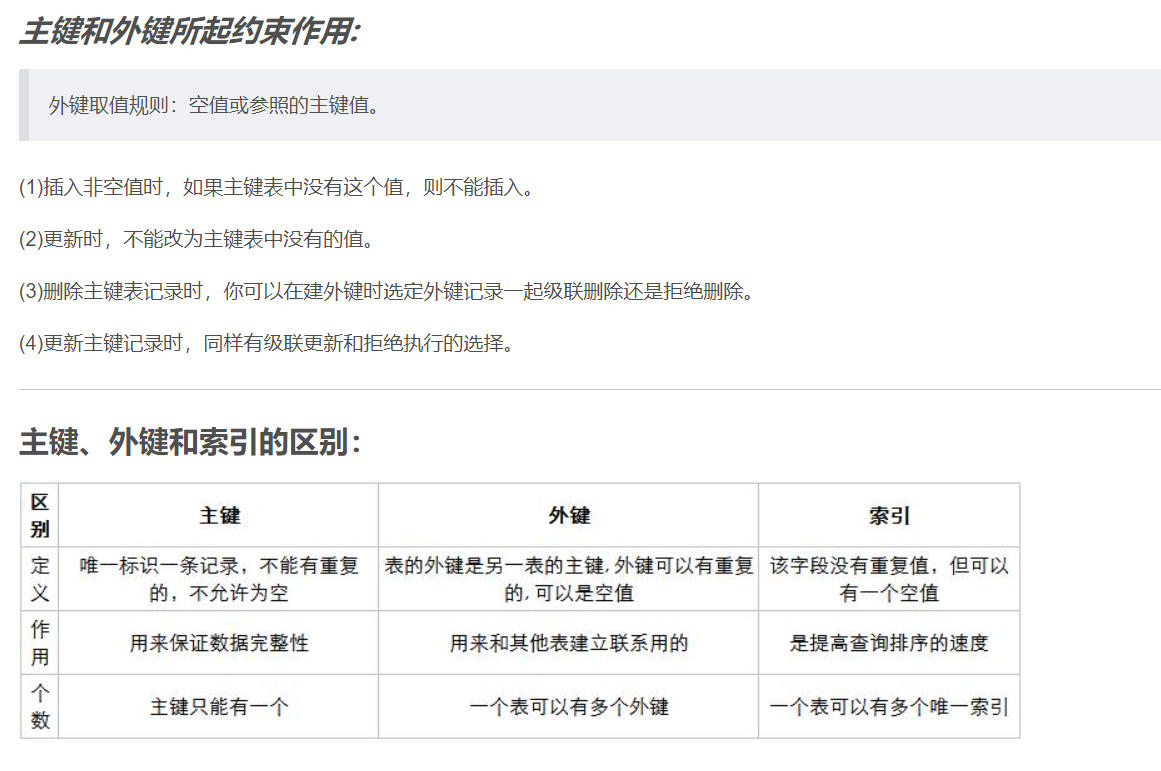 主键和外键所起约束作用:
外键取值规则：空值或参照的主键值。
(1)插入非空值时，如果主键表中没有这个值，则不能插入。
(2)更新时，不能改为主键表中没有的值。
(3)删除主键表记录时，你可以在建外键时选定外键记录一起级联删除还是拒绝删除。
(4)更新主键记录时，同样有级联更新和拒绝执行的选择。
主键、外键和索引的区别：
区别 主键 外键 索引
定义 唯一标识一条记录，不能有重复的，不允许为空 表的外键是另一表的主键,外键可以有重复的,可以是空值 该字段没有重复值，但可以有一个空值
作用 用来保证数据完整性 用来和其他表建立联系用的 是提高查询排序的速度
个数 主键只能有一个 一个表可以有多个外键 一个表可以有多个唯一索引